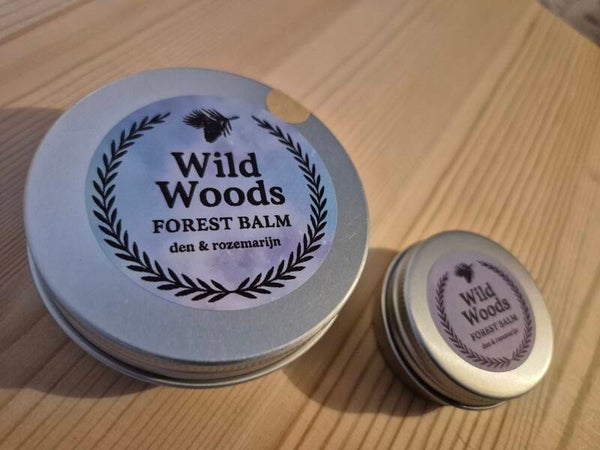 Wild
Woods
FOREST BALM
den & rozemarijn
Wild
Woods
FOREST BALM
den & rozemarijn